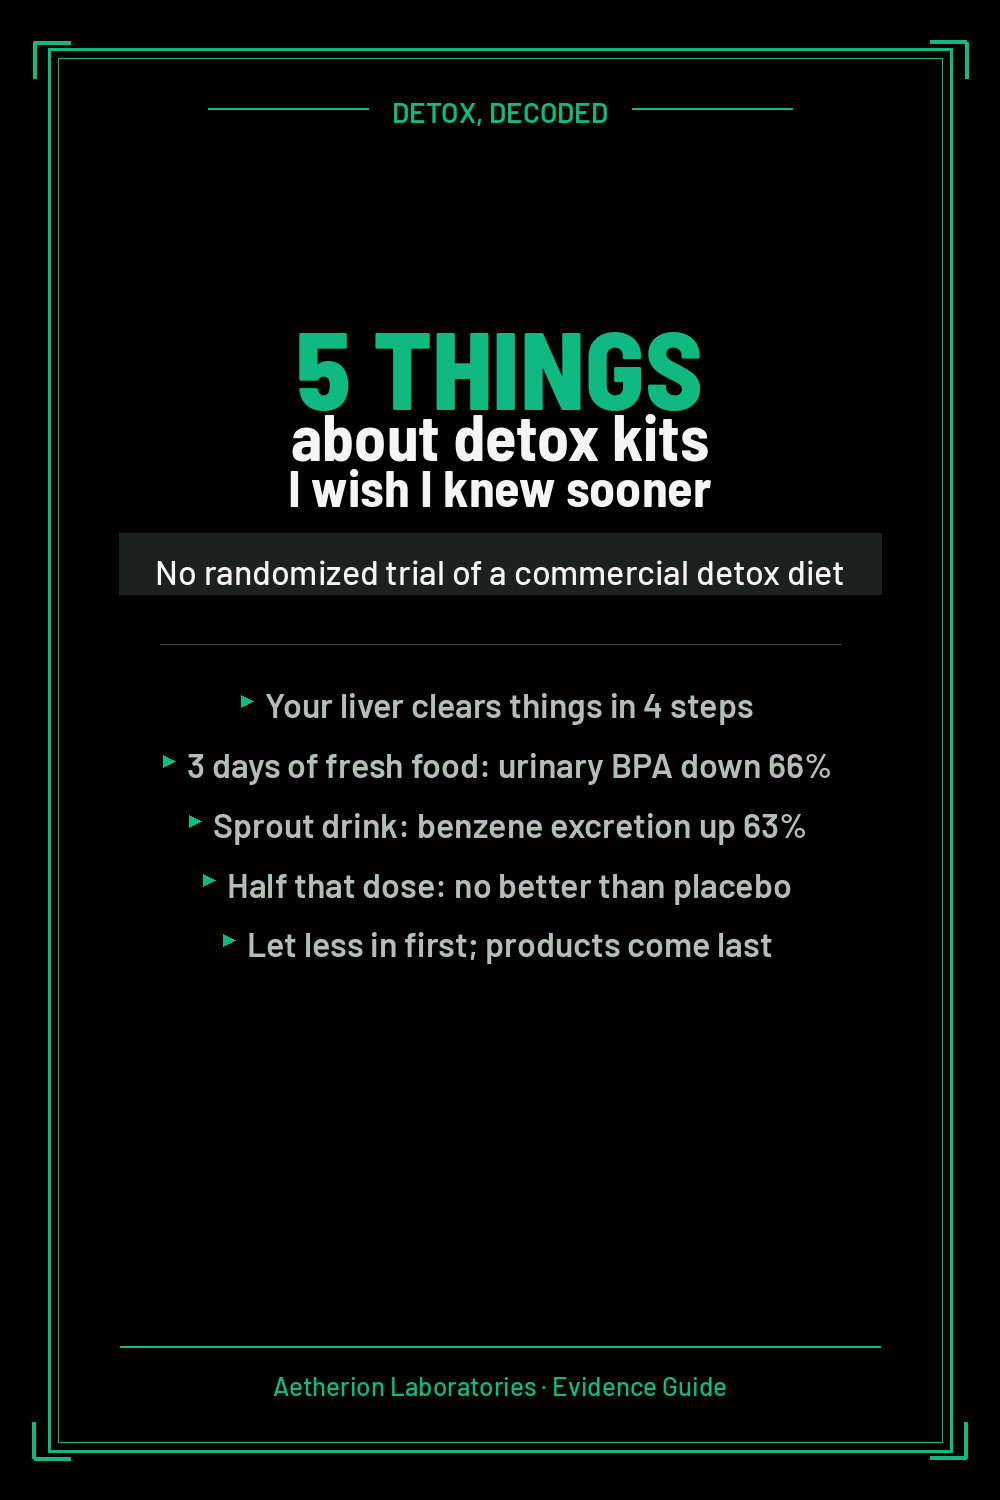 DETOX, DECODED
5 THINGS
about detox kits
I wish I knew sooner
No randomized trial of a commercial detox diet
► Your liver clears things in 4 steps
► 3 days of fresh food: urinary BPA down 66%
► Sprout drink: benzene excretion up 63%
► Half that dose: no better than placebo
► Let less in first; products come last
Aetherion Laboratories · Evidence Guide